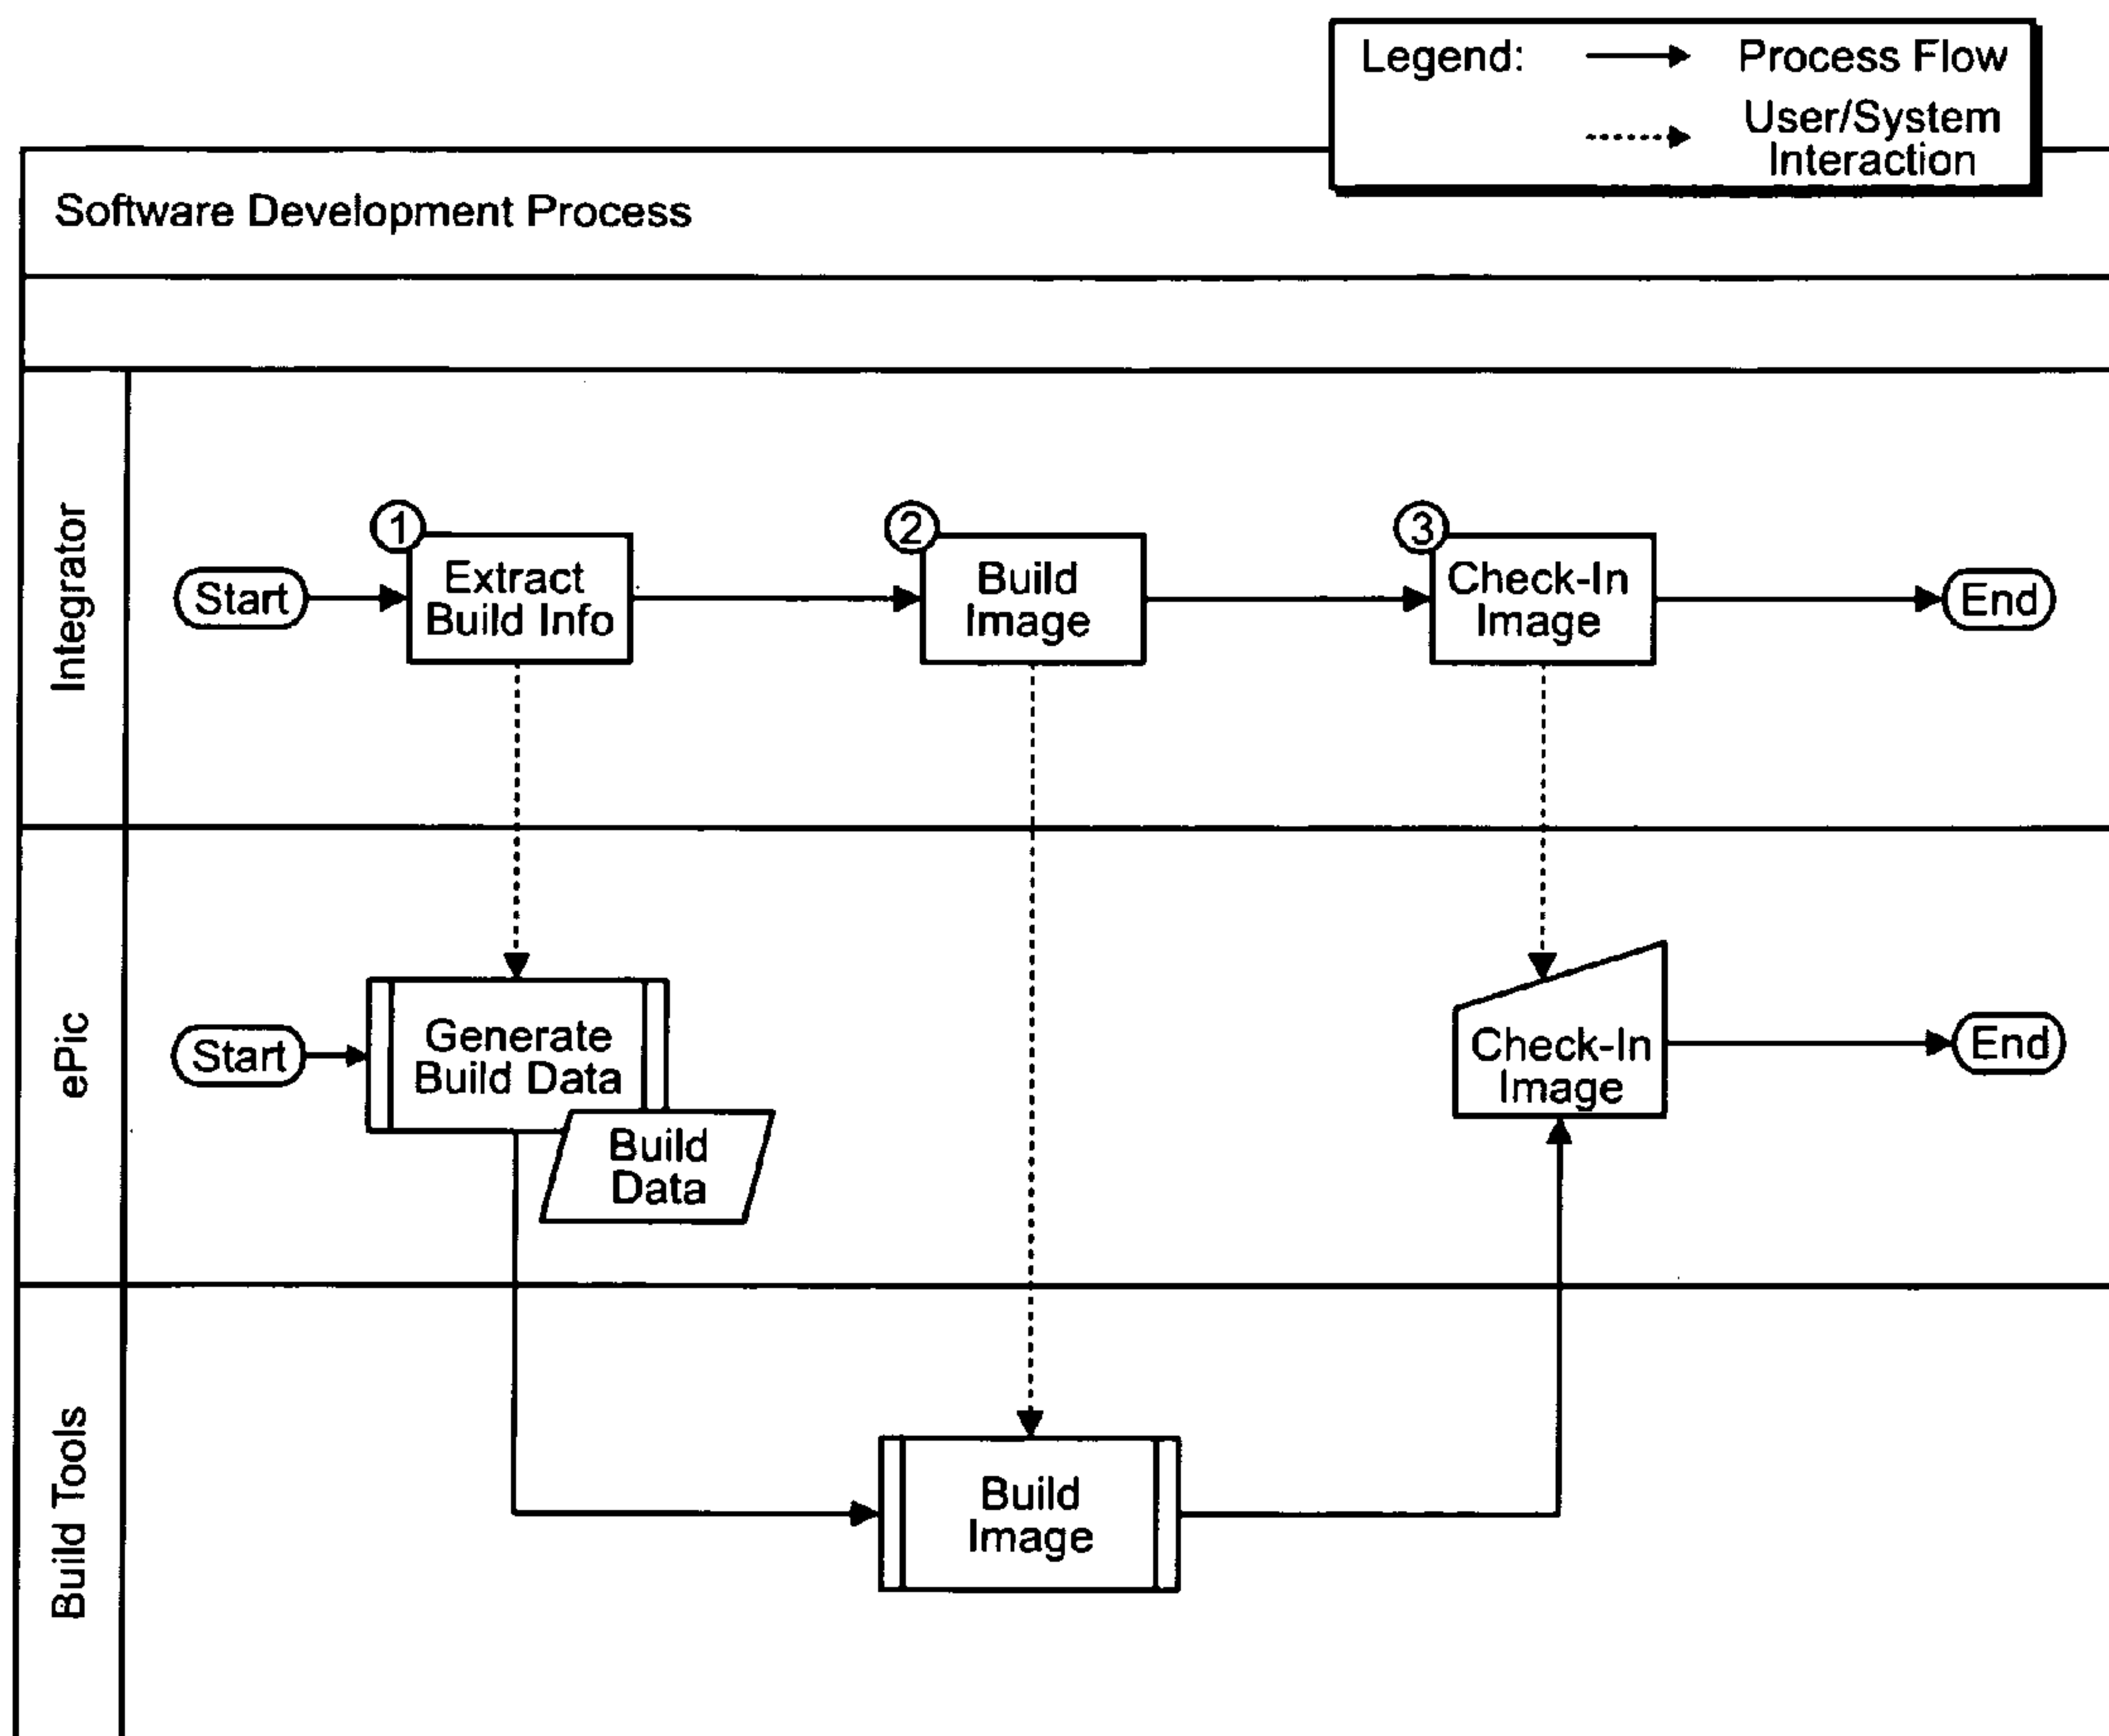 Legend:
Process Flow
User/System
Interaction
Software Development Process
Integrator
Start
1
Extract
Build Info
2
Build
Image
3
Check-In
Image
End
ePic
Start
Generate
Build Data
Build
Data
Check-In
Image
End
Build Tools
Build
Image